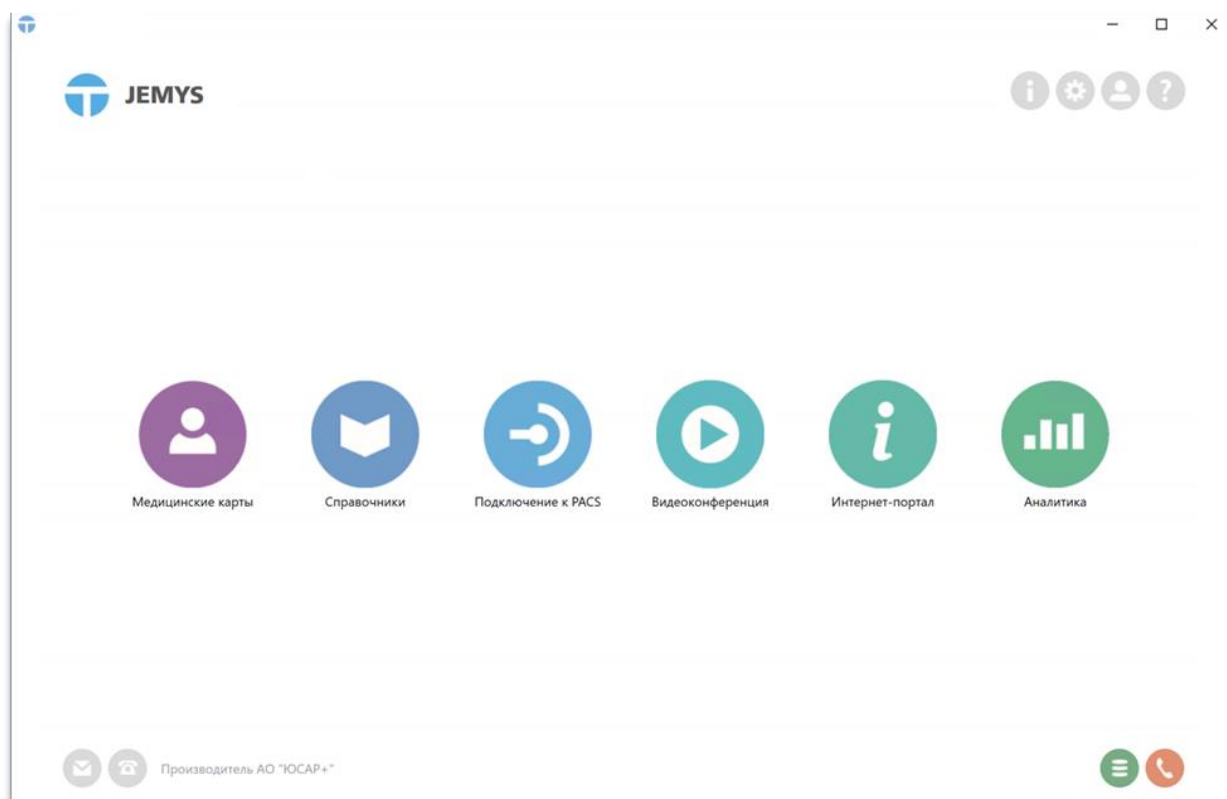 JEMYS
Медицинские карты
Справочники
Подключение к PACS
Видеоконференция
Интернет-портал
Аналитика
Производитель АО "ЮСАР+"